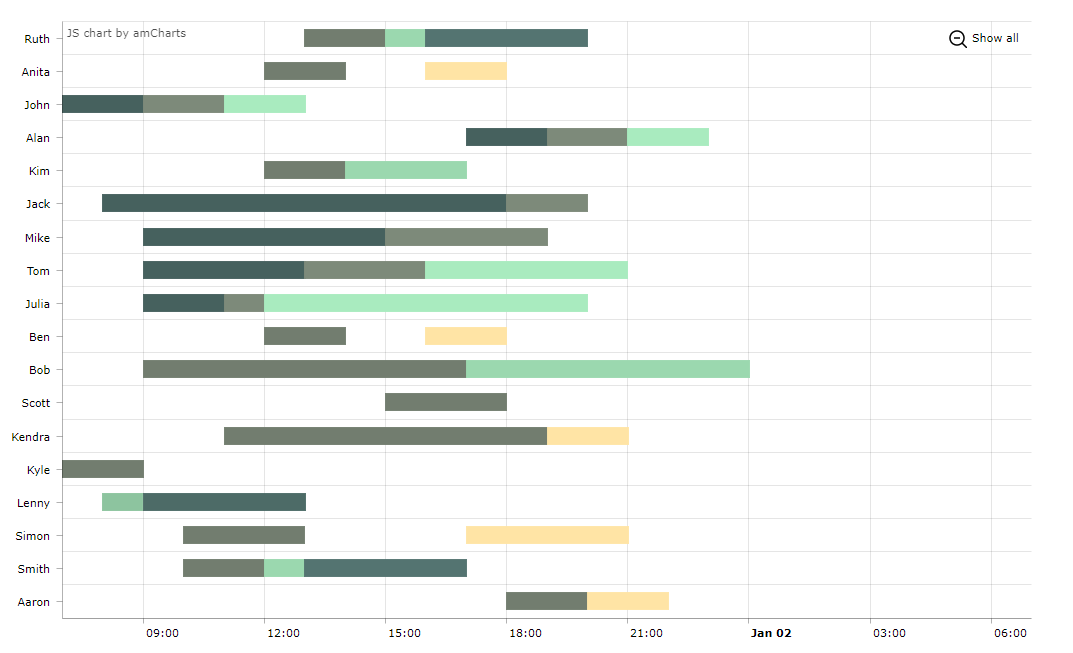 JS chart by amCharts
Show all
Ruth
Anita
John
Alan
Kim
Jack
Mike
Tom
Julia
Ben
Bob
Scott
Kendra
Kyle
Lenny
Simon
Smith
Aaron
09:00 12:00 15:00 18:00 21:00 Jan 02 03:00 06:00